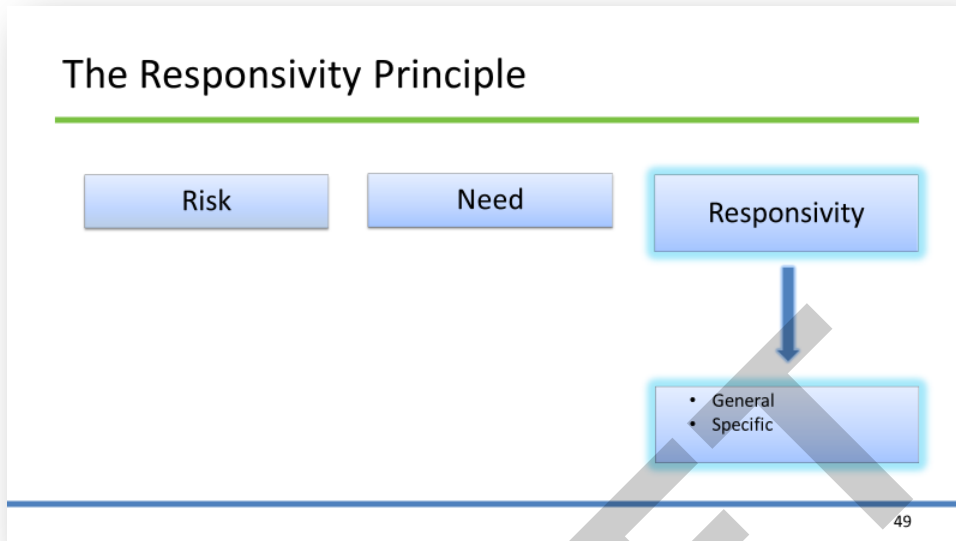 The Responsivity Principle
Risk
Need
Responsivity
• General
• Specific
49